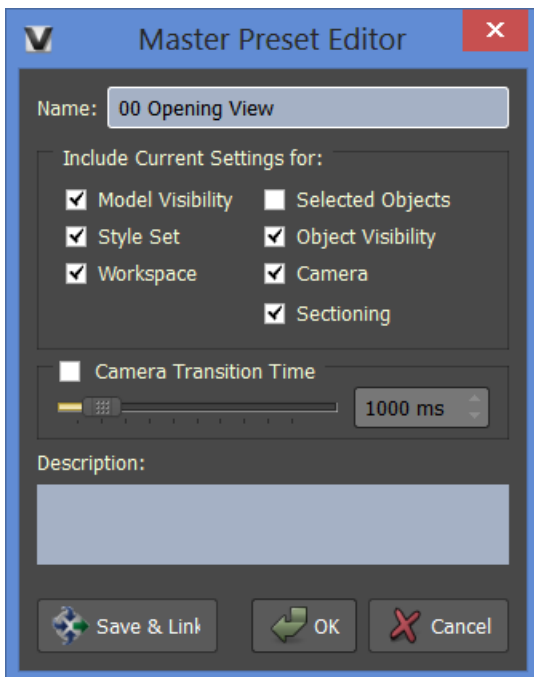 Master Preset Editor
Name: 00 Opening View
Include Current Settings for:
Model Visibility Selected Objects
Style Set Object Visibility
Workspace Camera
Sectioning
Camera Transition Time
1000 ms
Description:
Save & Link OK Cancel